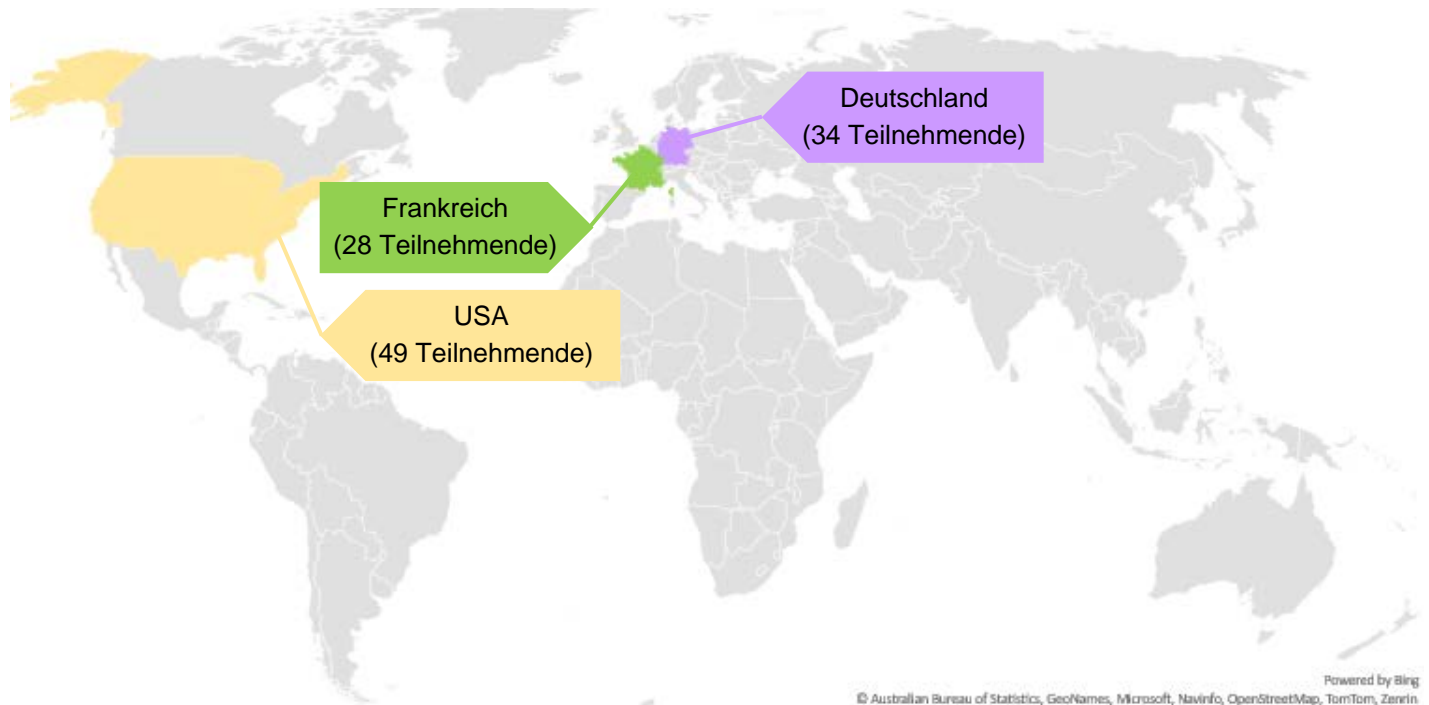 Deutschland
(34 Teilnehmende)
Frankreich
(28 Teilnehmende)
USA
(49 Teilnehmende)
Powered by Bing
© Australian Bureau of Statistics, GeoNames, Microsoft, Navinfo, OpenStreetMap, TomTom, Zenrin